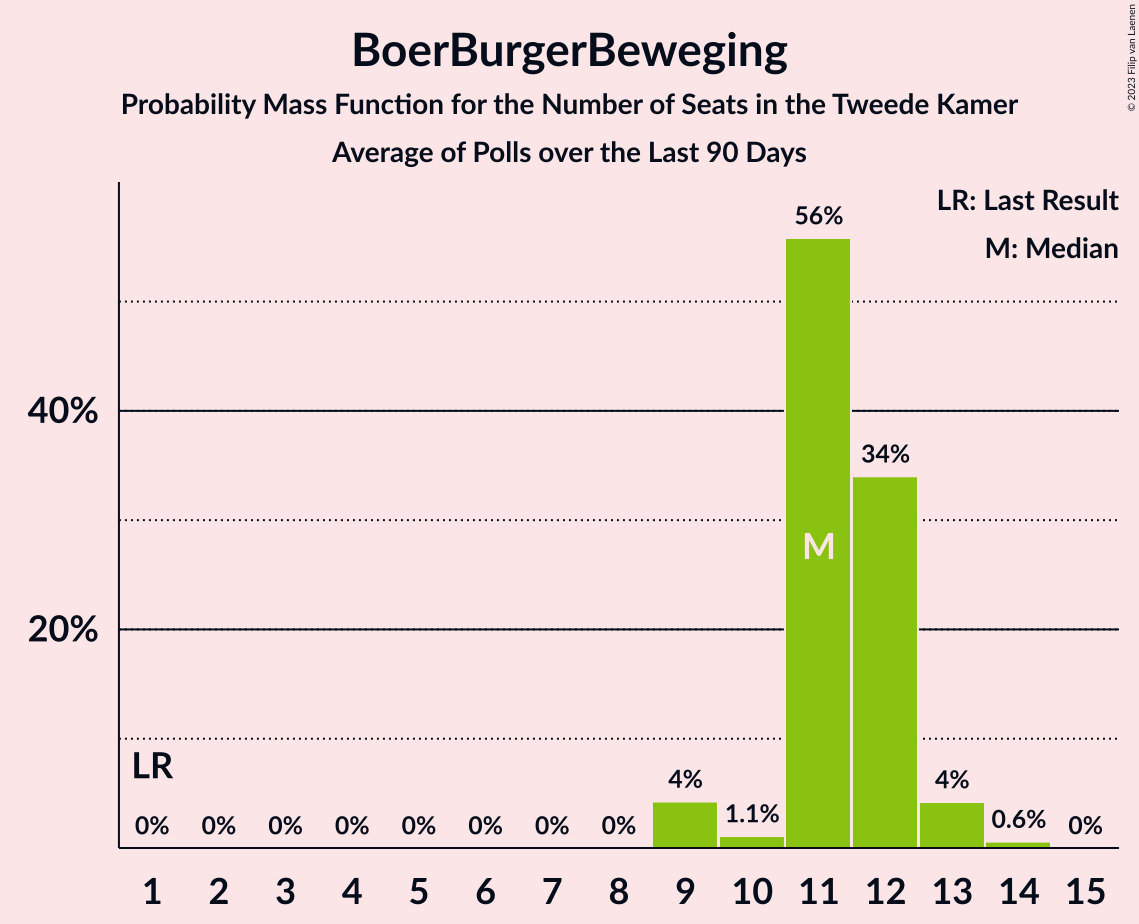 BoerBurgerBeweging
Probability Mass Function for the Number of Seats in the Tweede Kamer
Average of Polls over the Last 90 Days
© 2023 Filip van Laenen
LR: Last Result
M: Median
40%
20%
LR
0% 0% 0% 0% 0% 0% 0% 0% 4% 1.1% 56% 34% 4% 0.6% 0%
M
1 2 3 4 5 6 7 8 9 10 11 12 13 14 15